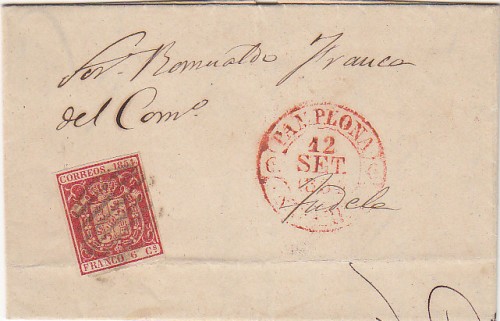 Sor. Romualdo Franco
del Como.
PAMPLONA
12
SET.
Tudela
CORREOS. 1854.
FRANCO 6 Cs.